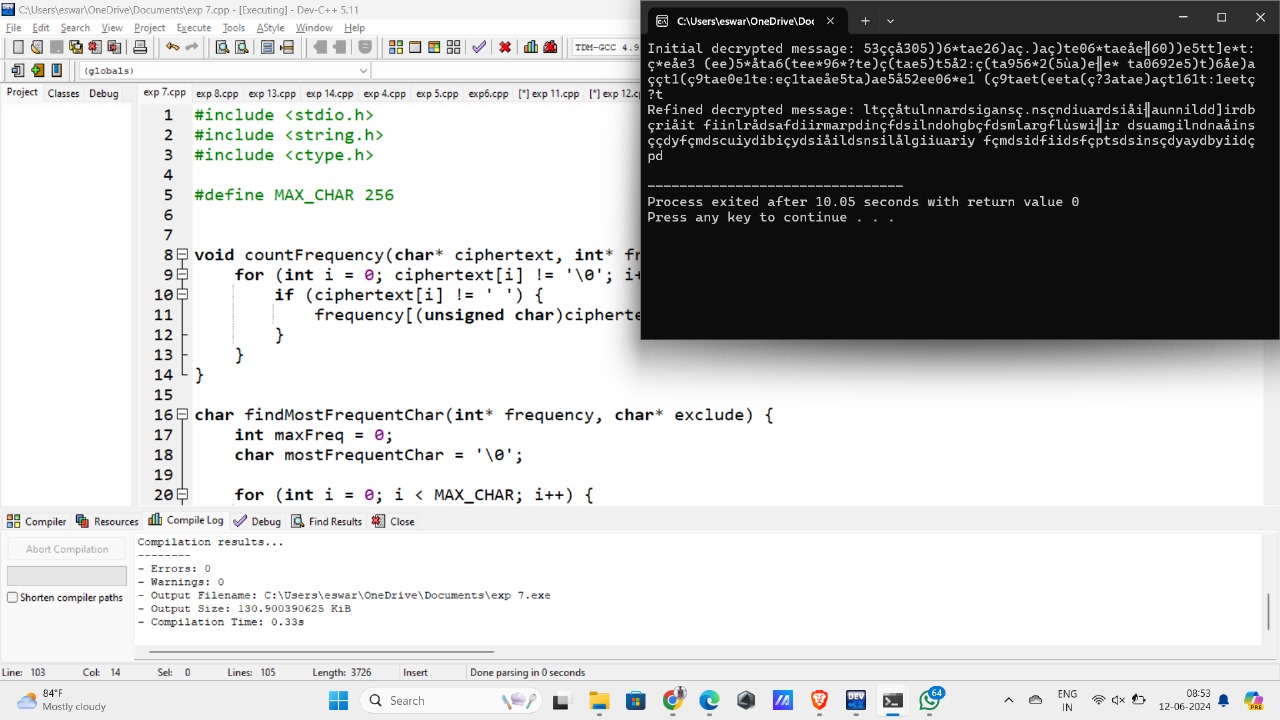 C:\Users\eswar\OneDrive\Documents\exp 7.cpp - [Executing] - Dev-C++ 5.11
File Edit Search View Project Execute Tools AStyle Window Help
TDM-GCC 4.9
(globals)
Project Classes Debug
exp 7.cpp exp 8.cpp exp 13.cpp exp 14.cpp exp 4.cpp exp 5.cpp exp6.cpp [*] exp 11.cpp [*] exp 12.c
1 #include <stdio.h>
2 #include <string.h>
3 #include <ctype.h>
4
5 #define MAX_CHAR 256
6
7
8 void countFrequency(char* ciphertext, int* fr
9 for (int i = 0; ciphertext[i] != '\0'; i+
10 if (ciphertext[i] != ' ') {
11 frequency[(unsigned char)cipherte
12 }
13 }
14 }
15
16 char findMostFrequentChar(int* frequency, char* exclude) {
17 int maxFreq = 0;
18 char mostFrequentChar = '\0';
19
20 for (int i = 0; i < MAX_CHAR; i++) {
C:\Users\eswar\OneDrive\Doc
Initial decrypted message: 53ççå305))6*tae26)aç.)aç)te06*taeåe╢60))e5tt]e*t:
ç*eåe3 (ee)5*åta6(tee*96*?te)ç(tae5)t5å2:ç(ta956*2(5ùa)e╢e* ta0692e5)t)6åe)a
ççt1(ç9tae0e1te:eç1taeåe5ta)ae5å52ee06*e1 (ç9taet(eeta(ç?3atae)açt161t:1eetç
?t
Refined decrypted message: ltççåtulnnardsigansç.nsçndiuardsiåi╢aunnildd]irdb
çriåit fiinlrådsafdiirmarpdinçfdsilndohgbçfdsmlargflùswi╢ir dsuamgilndnaåins
ççdyfçmdscuiydibiçydsiåildsnsilålgiiuariy fçmdsidfiidsfçptsdsinsçdyaydbyiidç
pd
--------------------------------
Process exited after 10.05 seconds with return value 0
Press any key to continue . . .
Compiler Resources Compile Log Debug Find Results Close
Abort Compilation
Shorten compiler paths
Compilation results...
--------
- Errors: 0
- Warnings: 0
- Output Filename: C:\Users\eswar\OneDrive\Documents\exp 7.exe
- Output Size: 130.900390625 KiB
- Compilation Time: 0.33s
Line: 103 Col: 14 Sel: 0 Lines: 105 Length: 3726 Insert Done parsing in 0 seconds
84°F
Mostly cloudy
Search
64
ENG
IN
08:53
12-06-2024
PRE